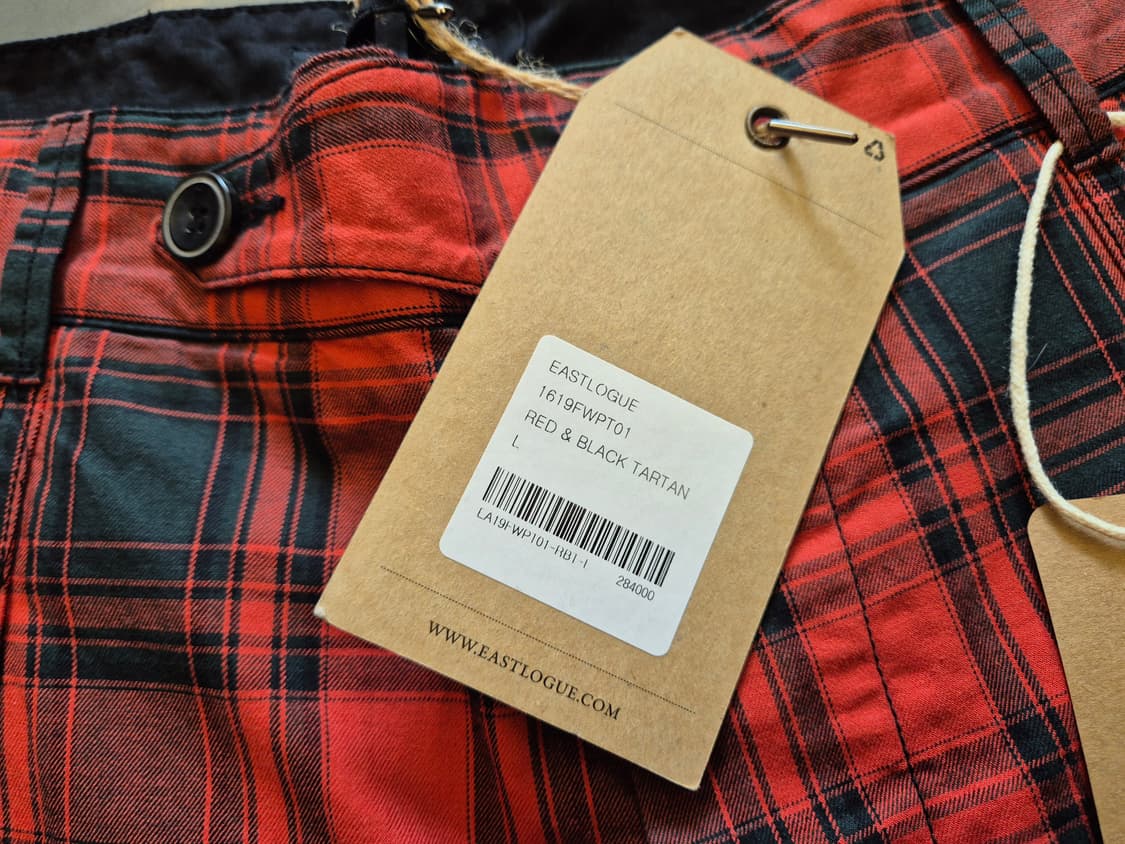 EASTLOGUE
1619FWPT01
RED & BLACK TARTAN
L
LA19FWPT01-RBT-L
284000
WWW.EASTLOGUE.COM